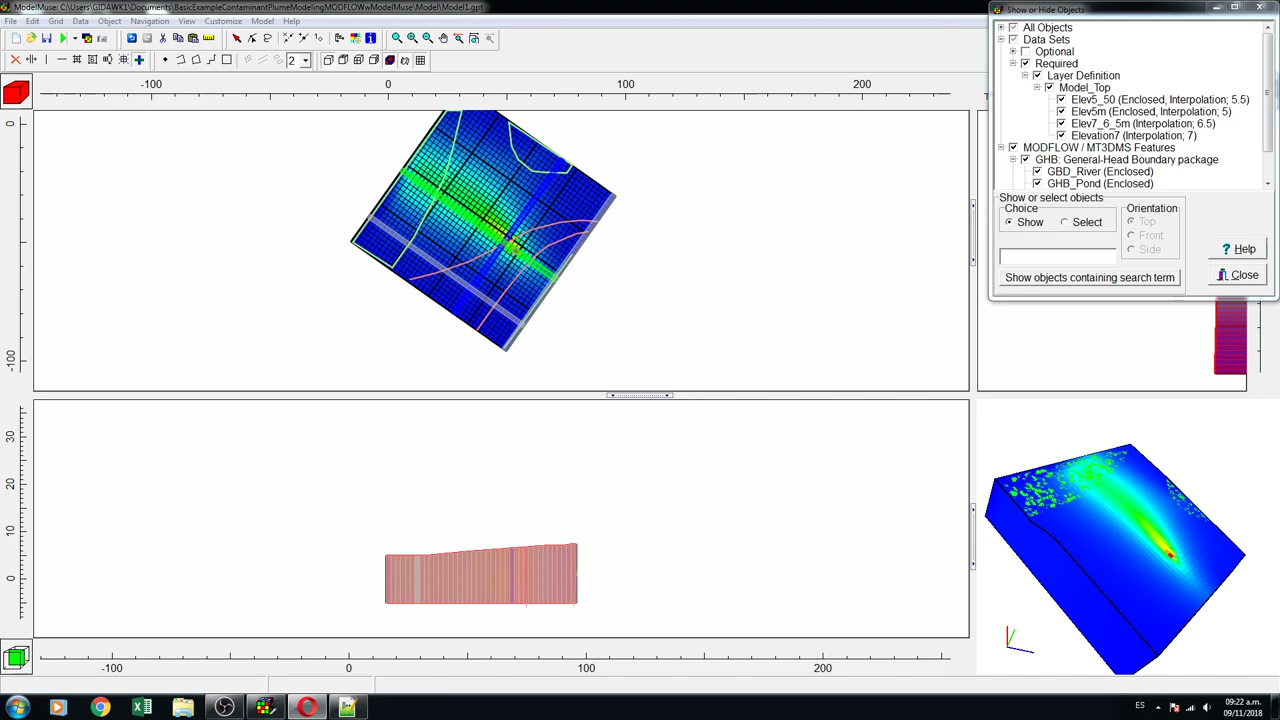 ModelMuse: C:\Users\GIDAWK1\Documents\BasicExampleContaminantPlumeModelingMODFLOWwModelMuse\Model\Model1.gpt
File Edit Grid Data Object Navigation View Customize Model Help
2
-100 0 100 200
0
-100
30
20
10
0
-100 0 100 200
Show or Hide Objects
All Objects
Data Sets
Optional
Required
Layer Definition
Model_Top
Elev5_50 (Enclosed, Interpolation; 5.5)
Elev5m (Enclosed, Interpolation; 5)
Elev7_6_5m (Interpolation; 6.5)
Elevation7 (Interpolation; 7)
MODFLOW / MT3DMS Features
GHB: General-Head Boundary package
GBD_River (Enclosed)
GHB_Pond (Enclosed)
Show or select objects
Choice
Show Select
Orientation
Top
Front
Side
Help
Close
Show objects containing search term
ES
09:22 a.m.
09/11/2018